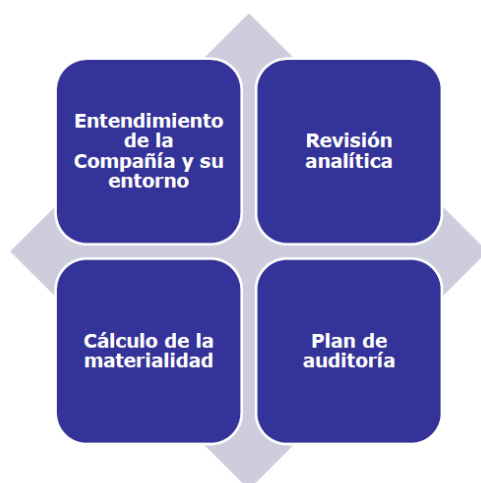 Entendimiento
de la
Compañía y su
entorno
Revisión
analítica
Cálculo de la
materialidad
Plan de
auditoría